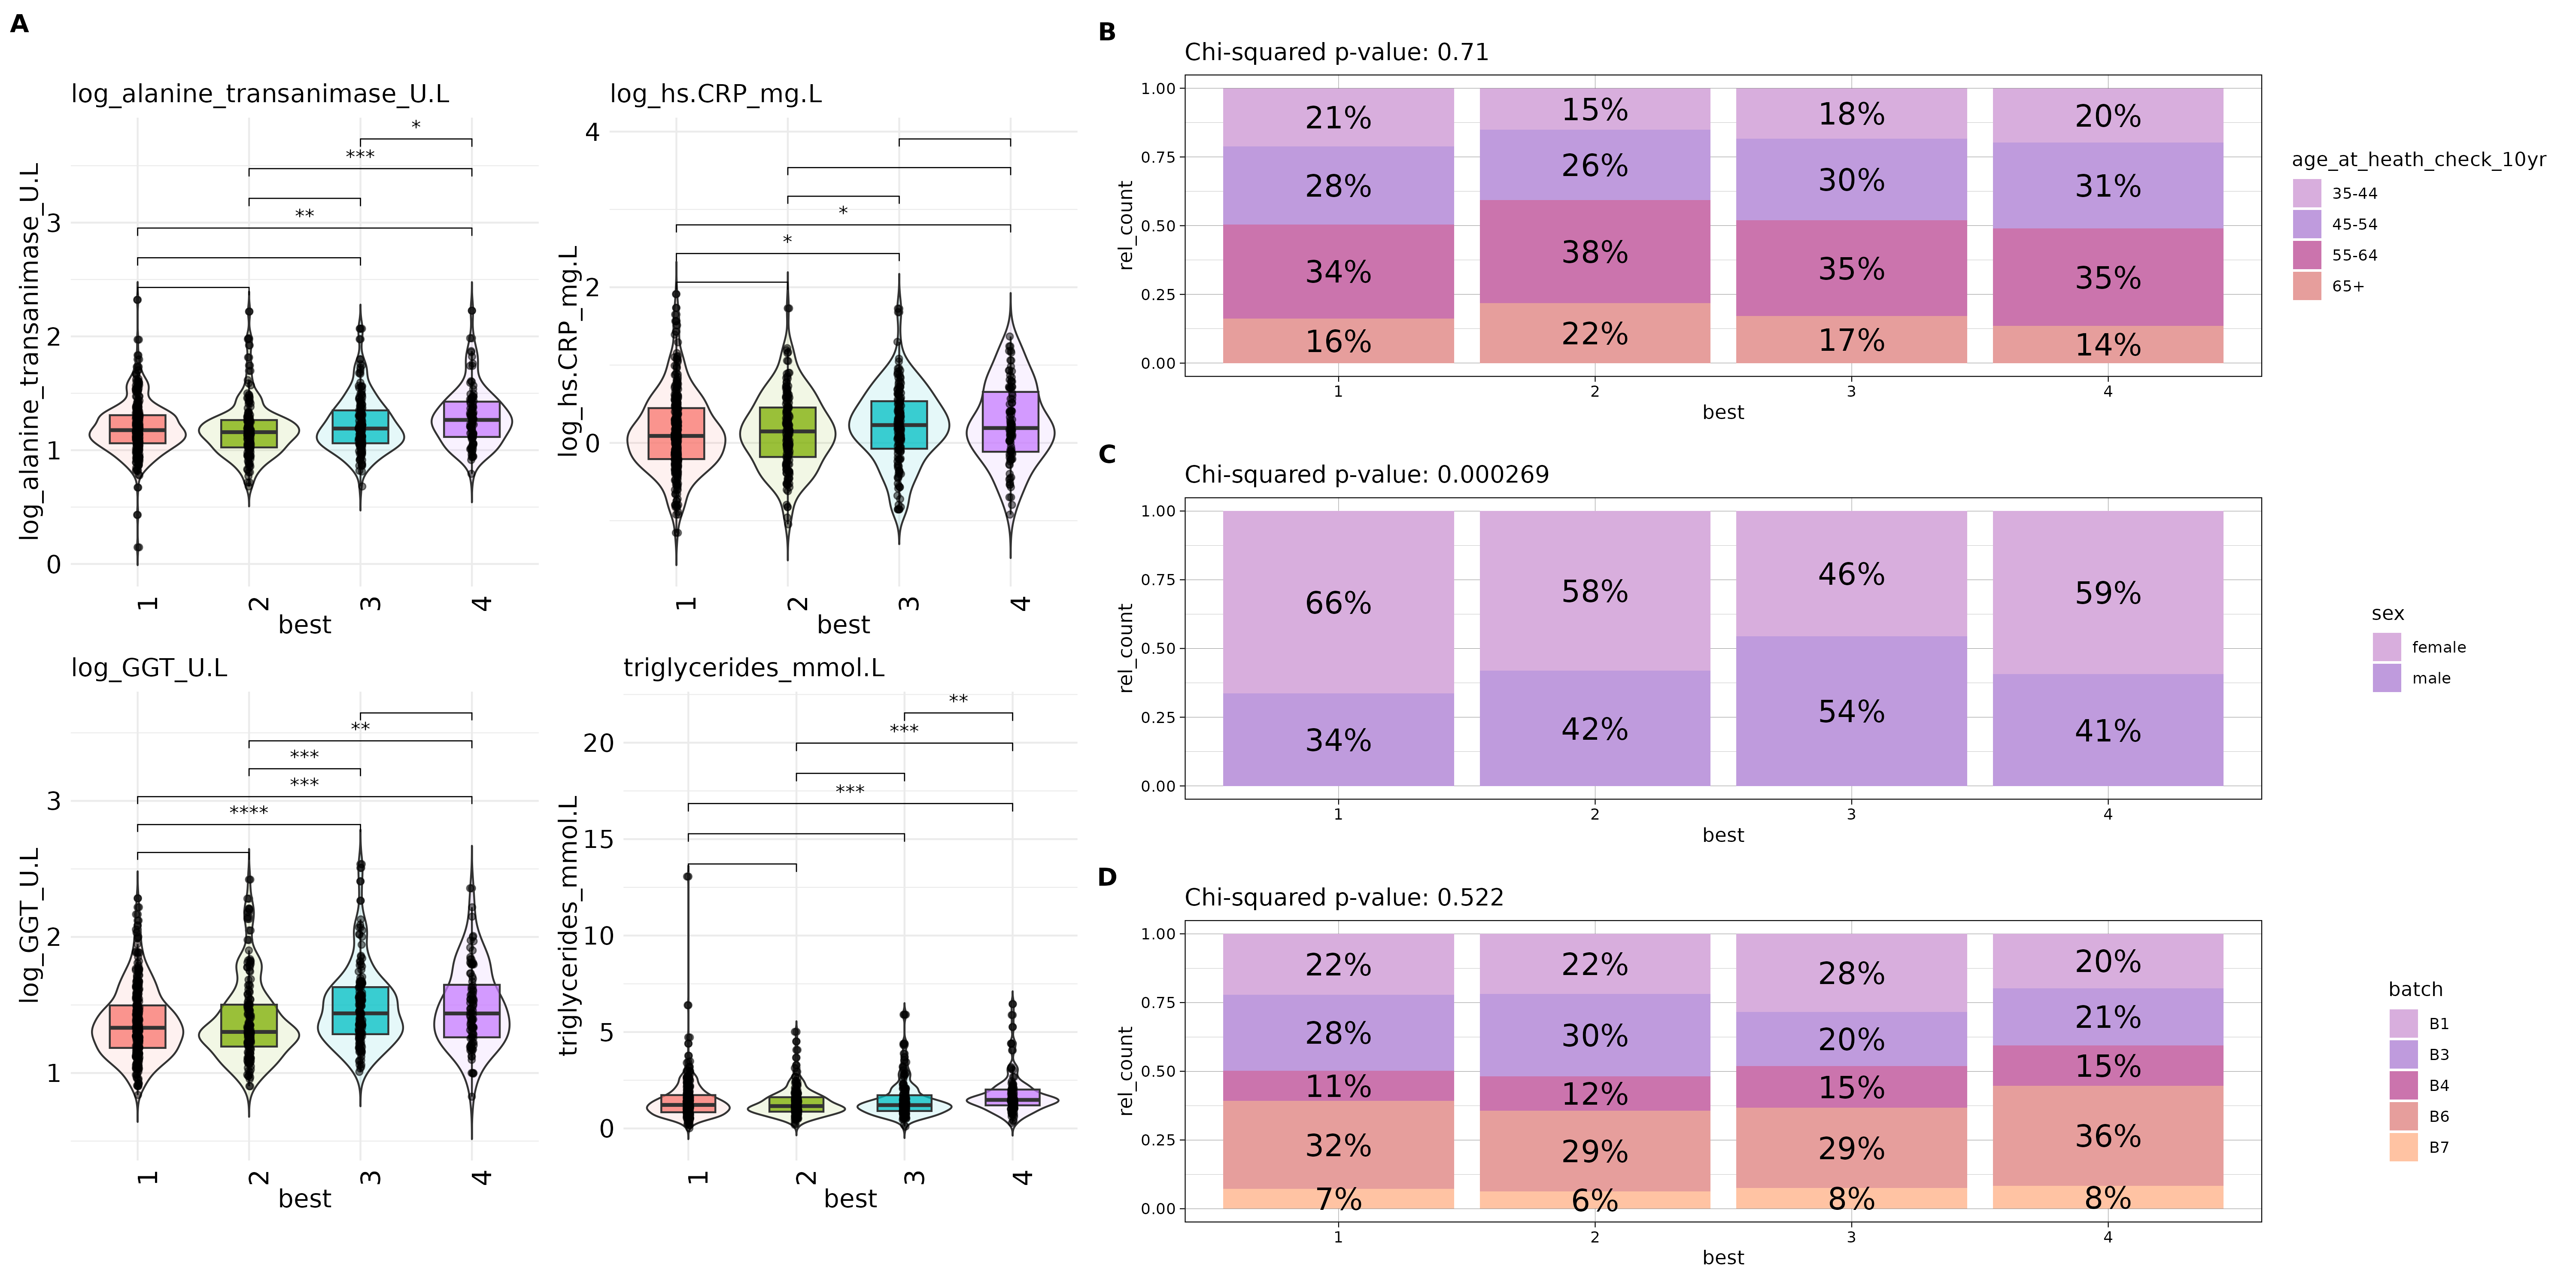 A
log_alanine_transanimase_U.L
log_alanine_transanimase_U.L
*
***
**
3
2
1
0
1 2 3 4
best
log_hs.CRP_mg.L
log_hs.CRP_mg.L
*
*
4
2
0
1 2 3 4
best
log_GGT_U.L
log_GGT_U.L
**
***
***
****
3
2
1
1 2 3 4
best
triglycerides_mmol.L
triglycerides_mmol.L
**
***
***
20
15
10
5
0
1 2 3 4
best
B
Chi-squared p-value: 0.71
rel_count
1.00
0.75
0.50
0.25
0.00
21% 15% 18% 20%
28% 26% 30% 31%
34% 38% 35% 35%
16% 22% 17% 14%
1 2 3 4
best
age_at_heath_check_10yr
35-44
45-54
55-64
65+
C
Chi-squared p-value: 0.000269
rel_count
1.00
0.75
0.50
0.25
0.00
66% 58% 46% 59%
34% 42% 54% 41%
1 2 3 4
best
sex
female
male
D
Chi-squared p-value: 0.522
rel_count
1.00
0.75
0.50
0.25
0.00
22% 22% 28% 20%
28% 30% 20% 21%
11% 12% 15% 15%
32% 29% 29% 36%
7% 6% 8% 8%
1 2 3 4
best
batch
B1
B3
B4
B6
B7